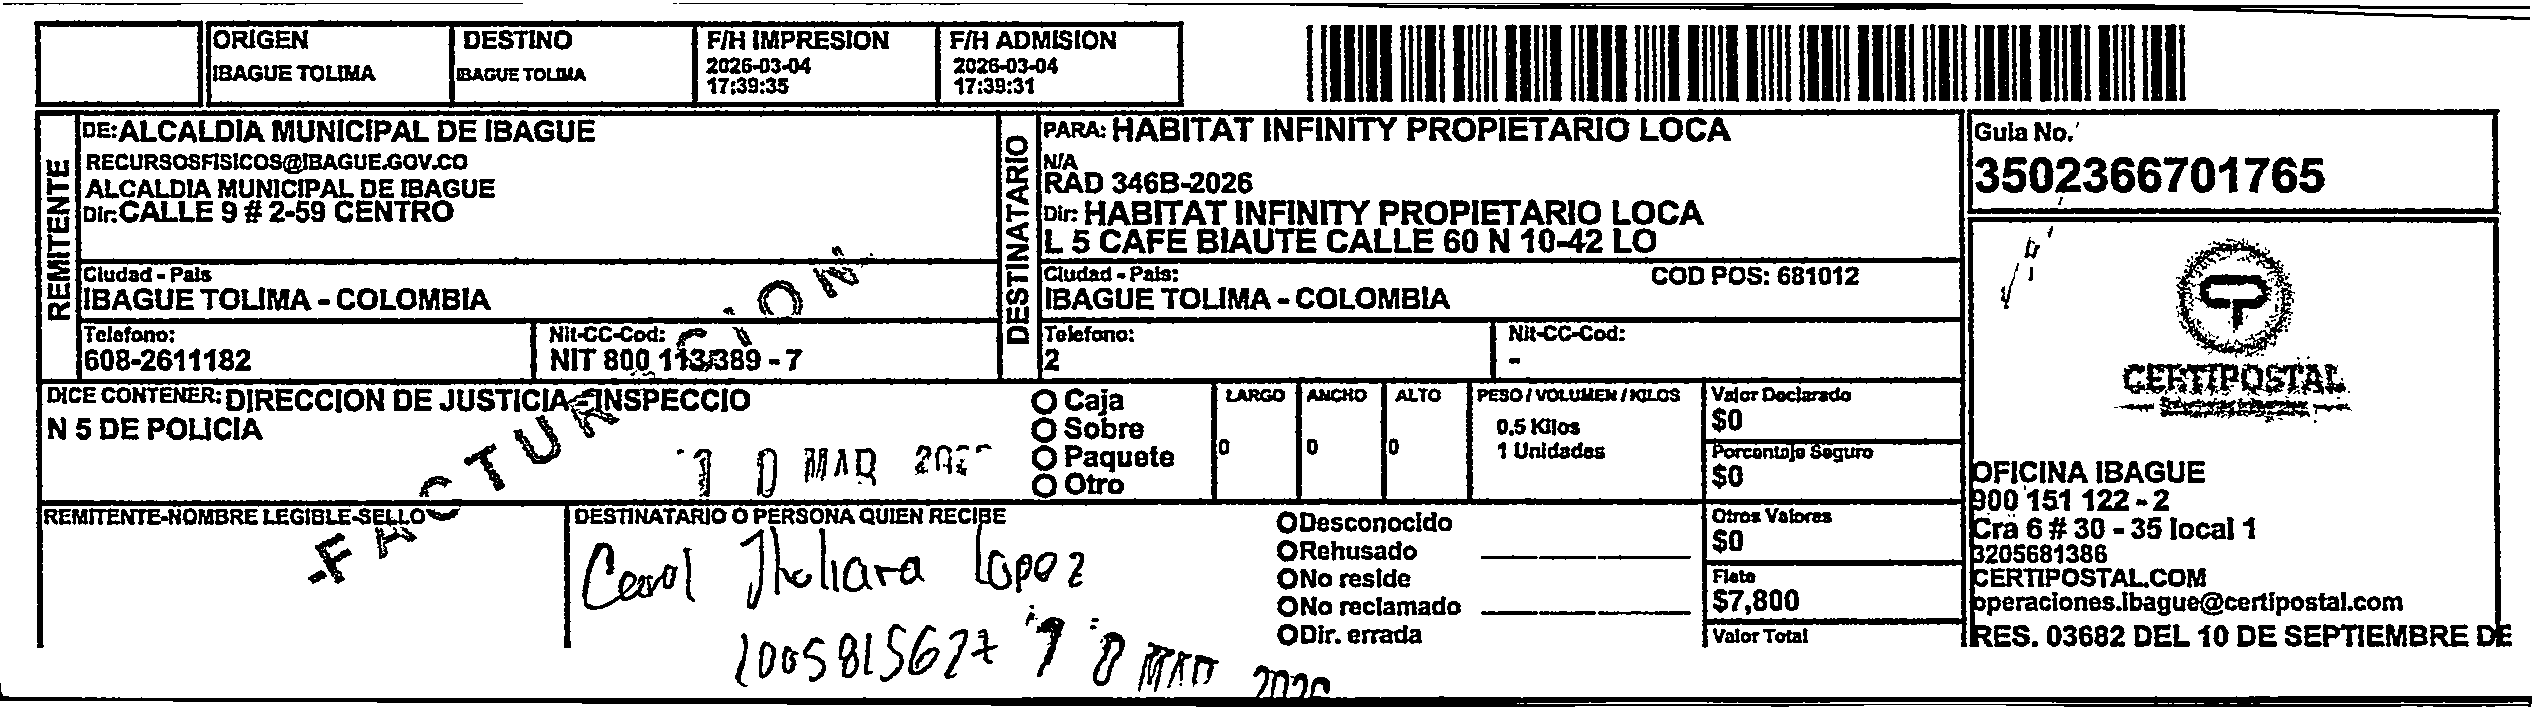 ORIGEN
IBAGUE TOLIMA
DESTINO
IBAGUE TOLIMA
F/H IMPRESION
2026-03-04
17:39:35
F/H ADMISION
2026-03-04
17:39:31
REMITENTE
DE: ALCALDIA MUNICIPAL DE IBAGUE
RECURSOSFISICOS@IBAGUE.GOV.CO
ALCALDIA MUNICIPAL DE IBAGUE
Dir: CALLE 9 # 2-59 CENTRO
Ciudad - Pais
IBAGUE TOLIMA - COLOMBIA
Telefono:
608-2611182
Nit-CC-Cod:
NIT 800 113389 - 7
DESTINATARIO
PARA: HABITAT INFINITY PROPIETARIO LOCA
N/A
RAD 346B-2026
Dir: HABITAT INFINITY PROPIETARIO LOCA
L 5 CAFE BIAUTE CALLE 60 N 10-42 LO
Ciudad - Pais:
COD POS: 681012
IBAGUE TOLIMA - COLOMBIA
Telefono:
2
Nit-CC-Cod:
-
Guia No.
3502366701765
CERTIPOSTAL
OFICINA IBAGUE
900 151 122 - 2
Cra 6 # 30 - 35 local 1
3205681386
CERTIPOSTAL.COM
operaciones.ibague@certipostal.com
RES. 03682 DEL 10 DE SEPTIEMBRE DE
DICE CONTENER: DIRECCION DE JUSTICIA - INSPECCIO
N 5 DE POLICIA
FACTURACION
10 MAR
Caja
Sobre
Paquete
Otro
LARGO
0
ANCHO
0
ALTO
0
PESO / VOLUMEN / KILOS
0.5 Kilos
1 Unidades
Valor Declarado
$0
Porcentaje Seguro
$0
Otros Valores
$0
Flete
$7,800
Valor Total
REMITENTE-NOMBRE LEGIBLE-SELLO
DESTINATARIO O PERSONA QUIEN RECIBE
Jhuliana Lopez
1005815627
10 MAR 2026
Desconocido
Rehusado
No reside
No reclamado
Dir. errada